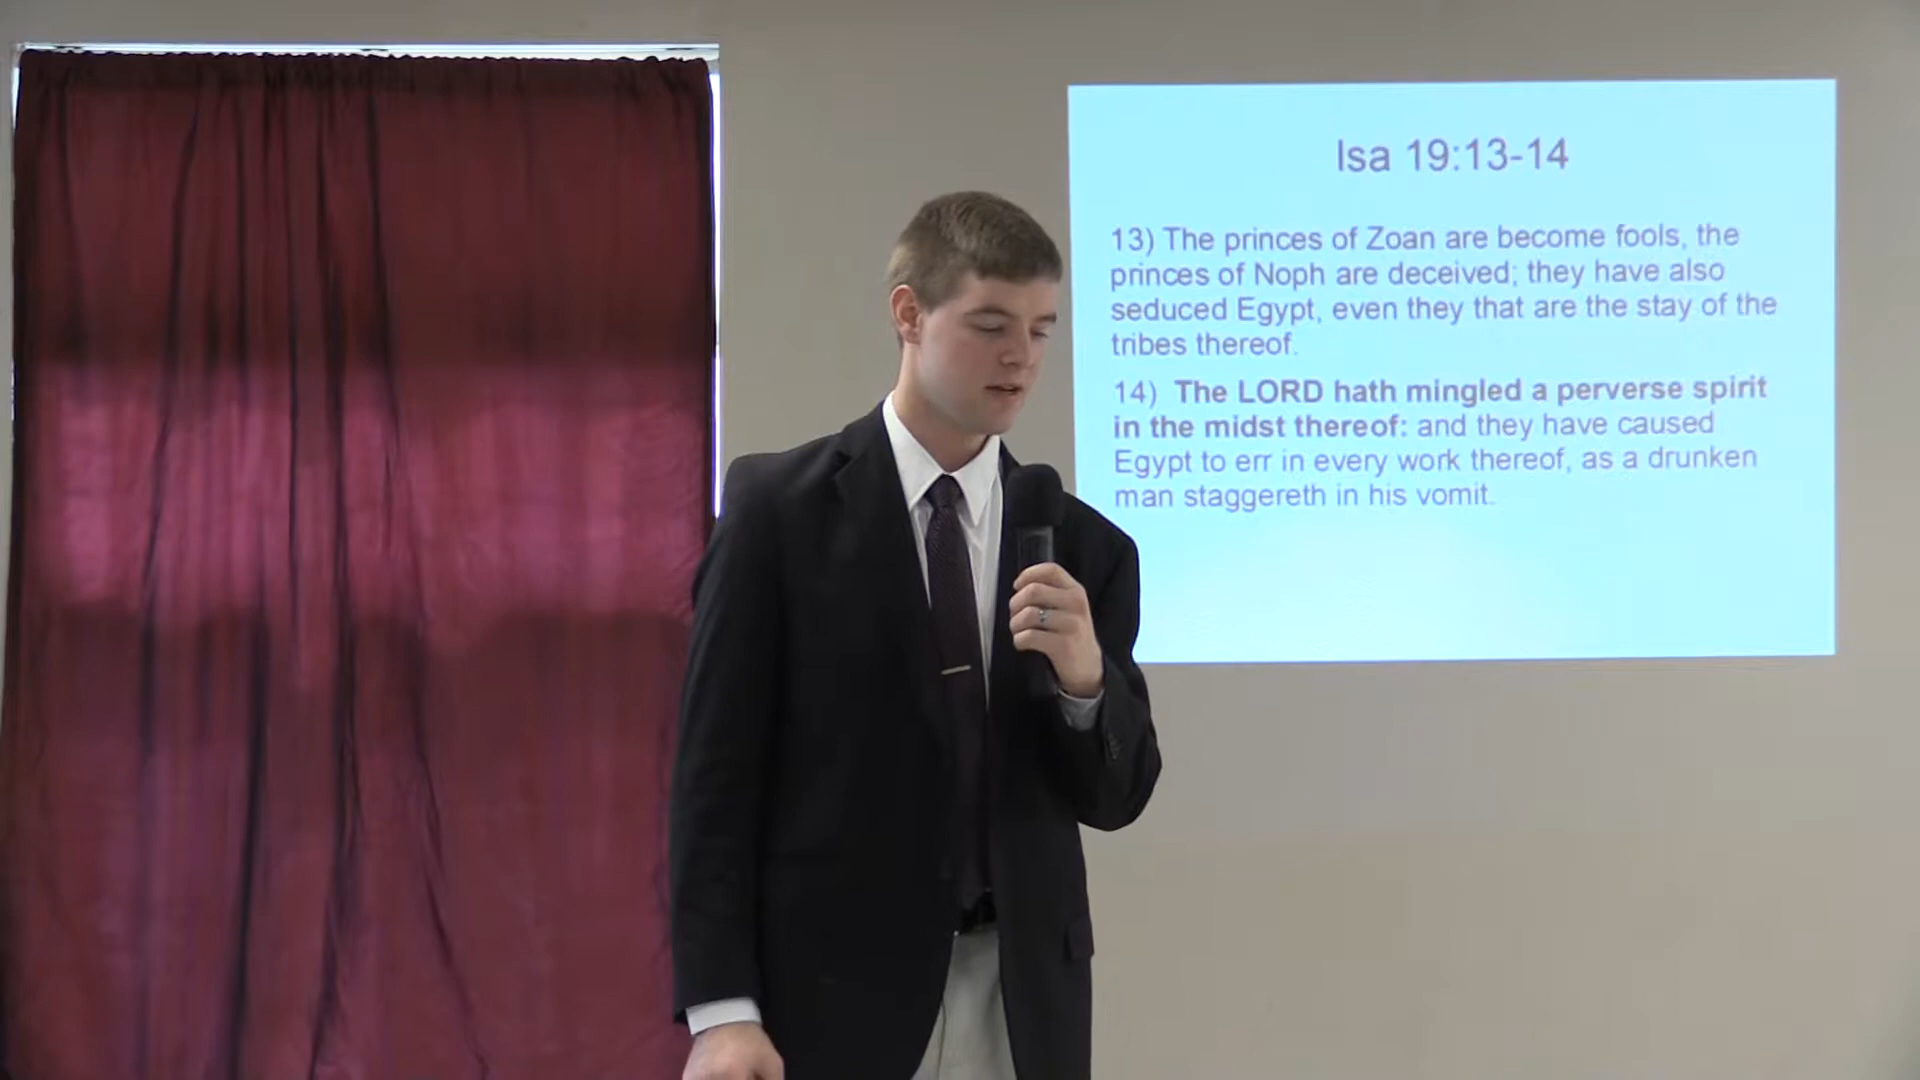 Isa 19:13-14
13) The princes of Zoan are become fools, the
princes of Noph are deceived; they have also
seduced Egypt, even they that are the stay of the
tribes thereof.
14) The LORD hath mingled a perverse spirit
in the midst thereof: and they have caused
Egypt to err in every work thereof, as a drunken
man staggereth in his vomit.